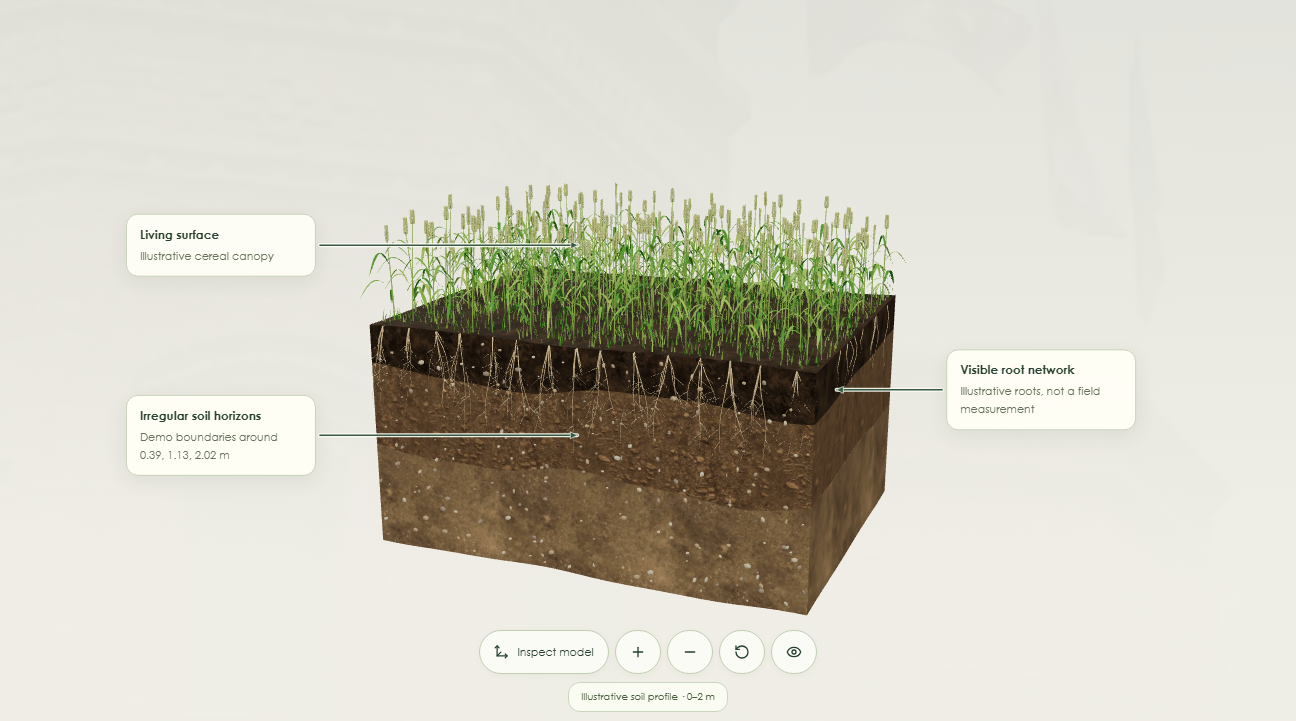 Living surface
Illustrative cereal canopy
Irregular soil horizons
Demo boundaries around
0.39, 1.13, 2.02 m
Visible root network
Illustrative roots, not a field
measurement
Inspect model
Illustrative soil profile · 0–2 m